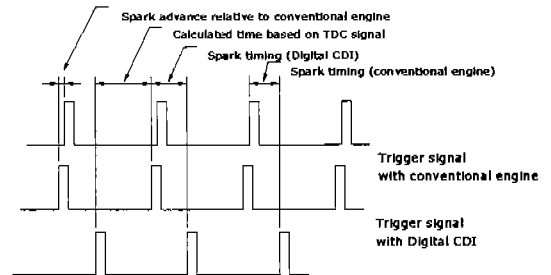 Spark advance relative to conventional engine
Calculated time based on TDC signal
Spark timing (Digital CDI)
Spark timing (conventional engine)
Trigger signal
with conventional engine
Trigger signal
with Digital CDI